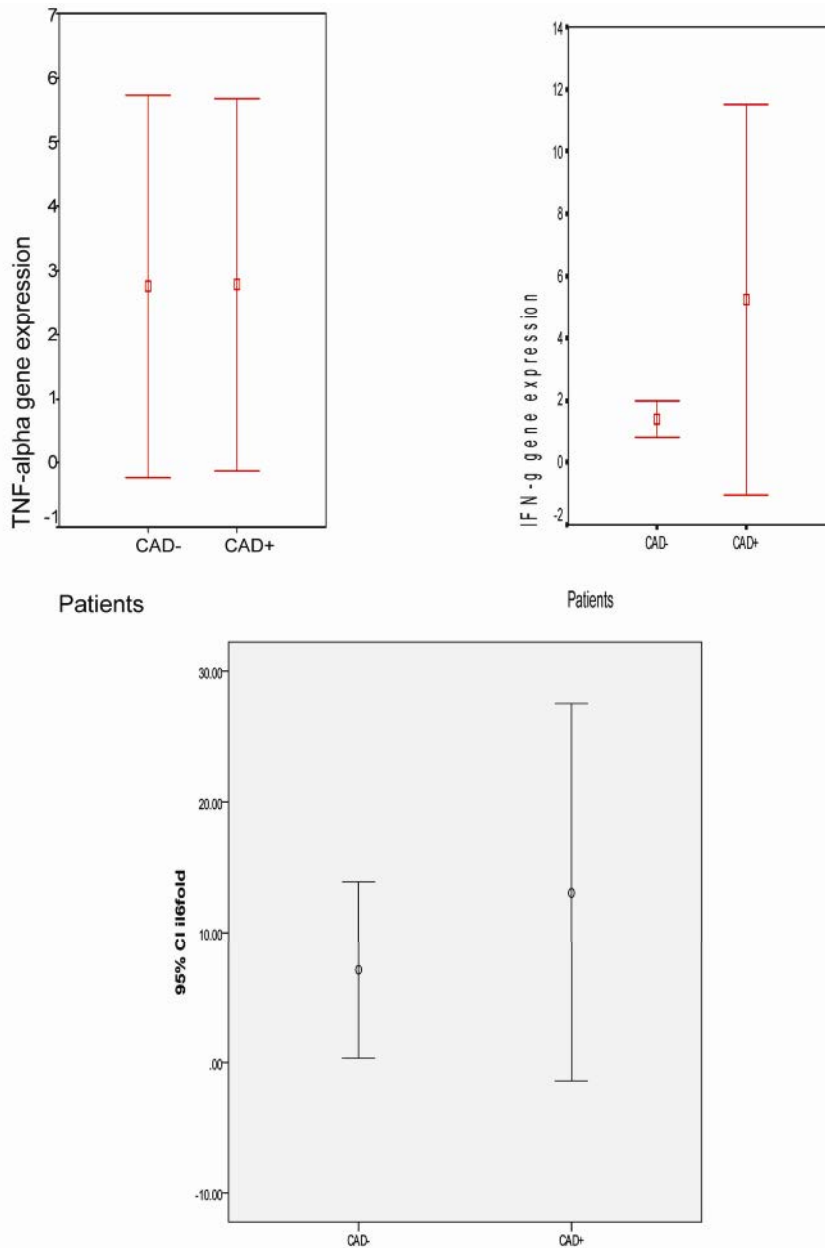 TNF-alpha gene expression
7
6
5
4
3
2
1
0
-1
CAD-
CAD+
Patients
IFN-g gene expression
14
12
10
8
6
4
2
0
-2
CAD-
CAD+
Patients
95% CI il6fold
30.00
20.00
10.00
.00
-10.00
CAD-
CAD+